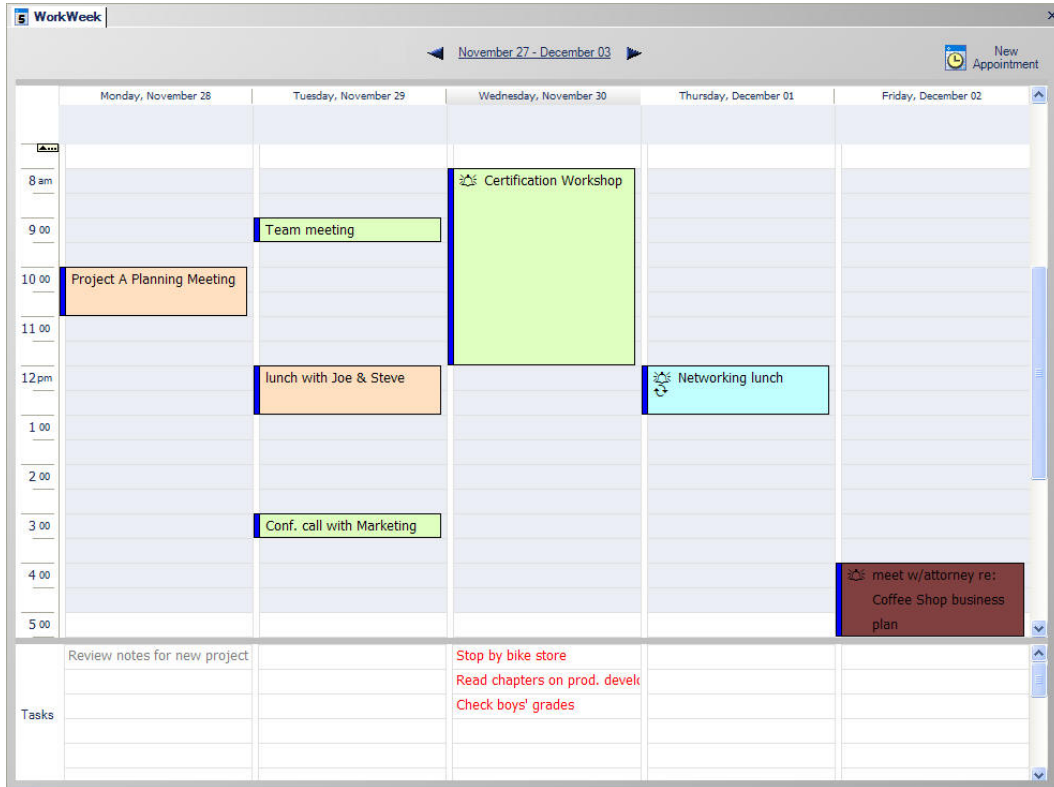 WorkWeek
November 27 - December 03
New
Appointment
Monday, November 28
Tuesday, November 29
Wednesday, November 30
Thursday, December 01
Friday, December 02
8 am
Certification Workshop
9 00
Team meeting
10 00
Project A Planning Meeting
11 00
12 pm
lunch with Joe & Steve
Networking lunch
1 00
2 00
3 00
Conf. call with Marketing
4 00
meet w/attorney re:
Coffee Shop business
plan
5 00
Tasks
Review notes for new project
Stop by bike store
Read chapters on prod. develo
Check boys' grades